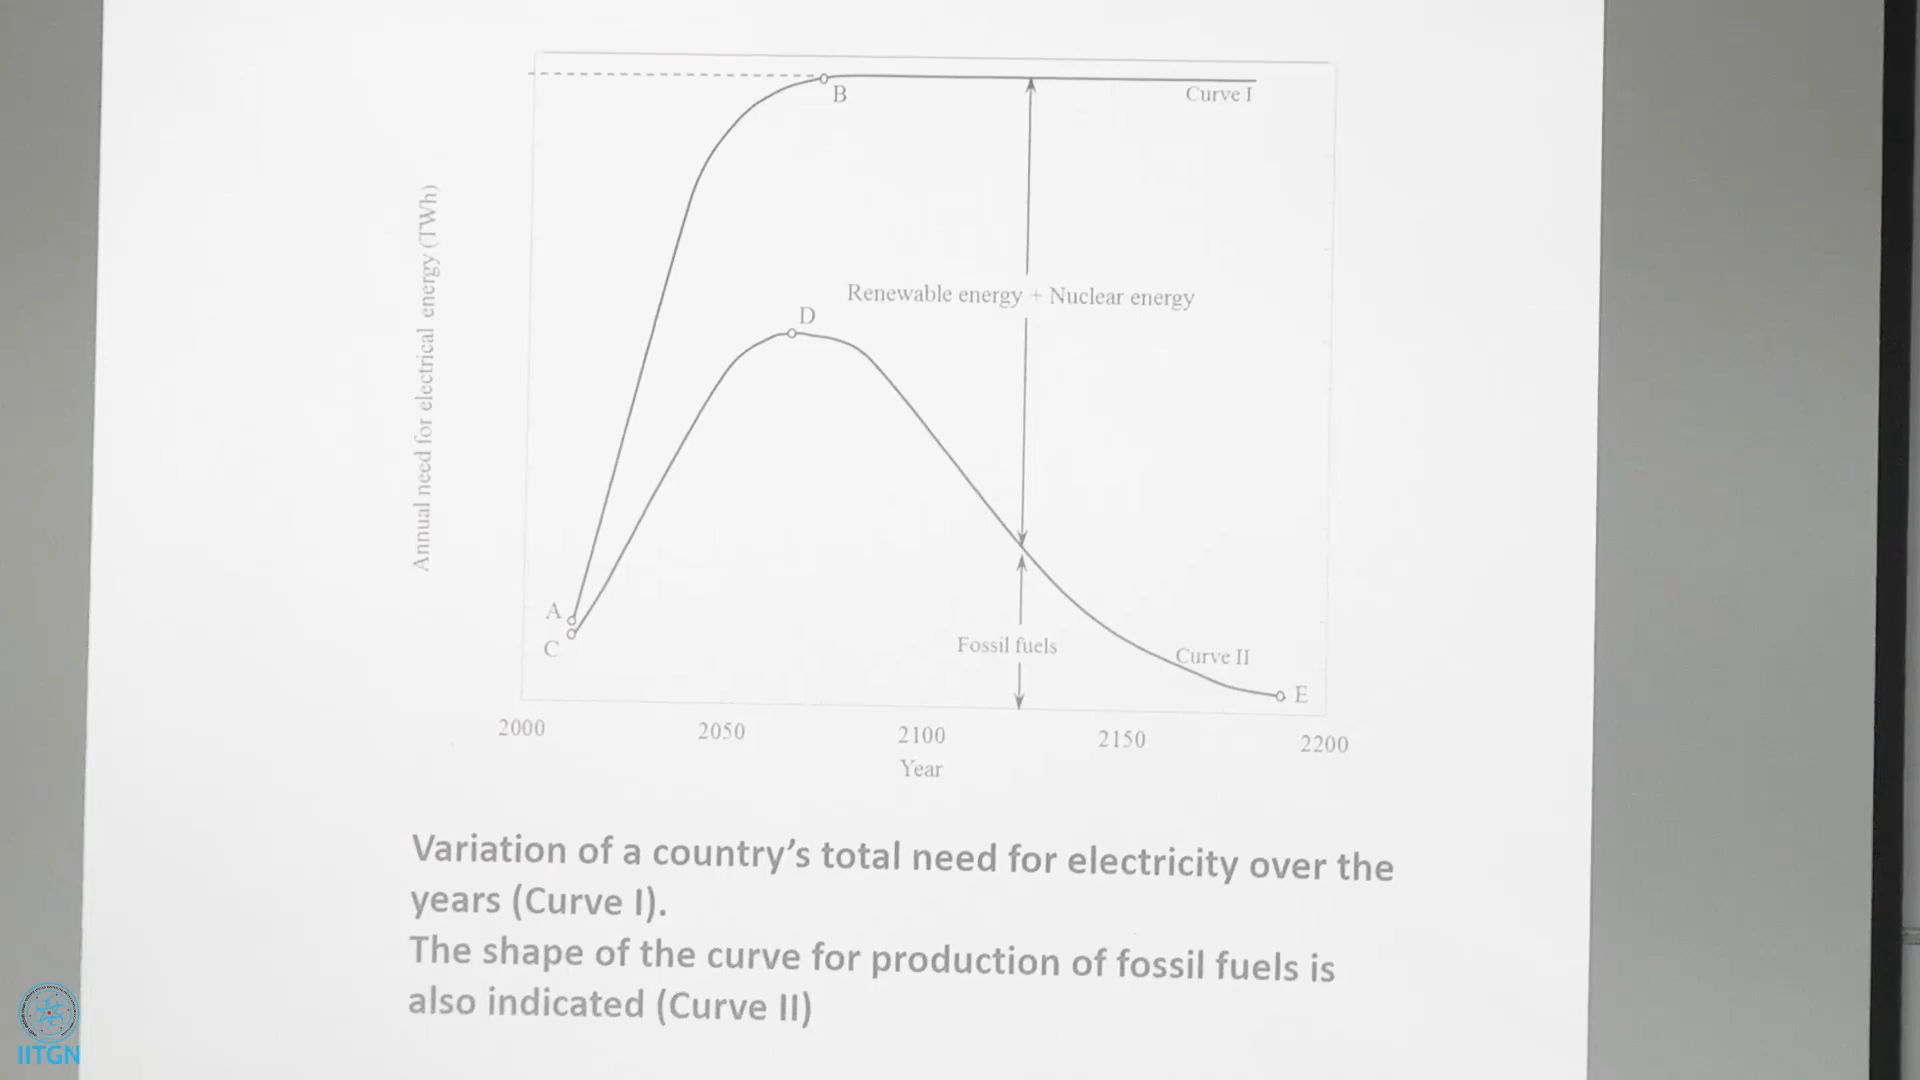 B
Curve I
Annual need for electrical energy (TWh)
Renewable energy + Nuclear energy
D
A
C
Fossil fuels
Curve II
E
2000 2050 2100 2150 2200
Year
Variation of a country's total need for electricity over the
years (Curve I).
The shape of the curve for production of fossil fuels is
also indicated (Curve II)
IITGN